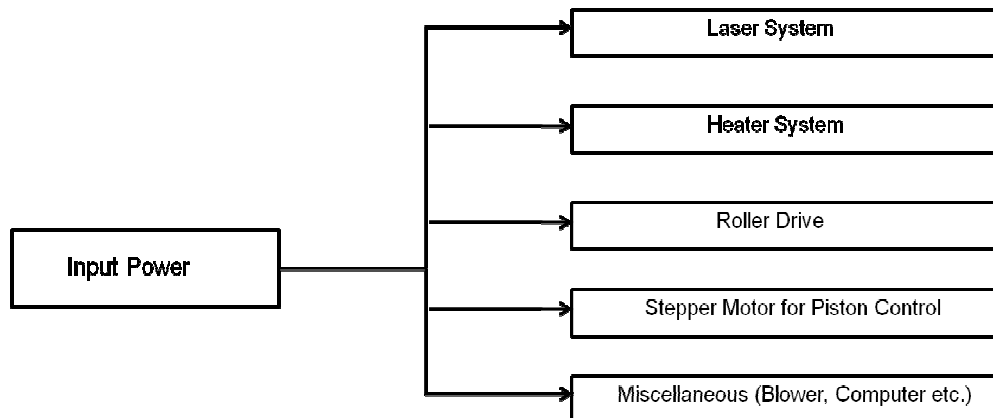 Laser System
Heater System
Roller Drive
Input Power
Stepper Motor for Piston Control
Miscellaneous (Blower, Computer etc.)